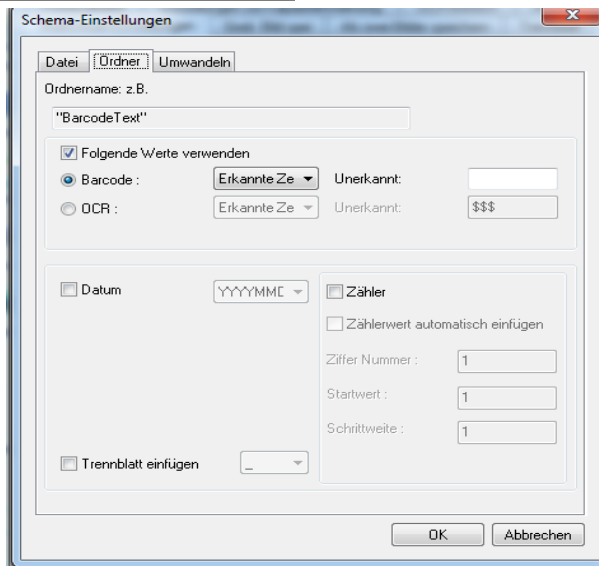 Schema-Einstellungen
Datei Ordner Umwandeln
Ordnername: z.B.
"BarcodeText"
Folgende Werte verwenden
Barcode : Erkannte Ze Unerkannt:
OCR : Erkannte Ze Unerkannt: $$$
Datum YYYYMMD Zähler
Zählerwert automatisch einfügen
Ziffer Nummer : 1
Startwert : 1
Schrittweite : 1
Trennblatt einfügen _
OK Abbrechen